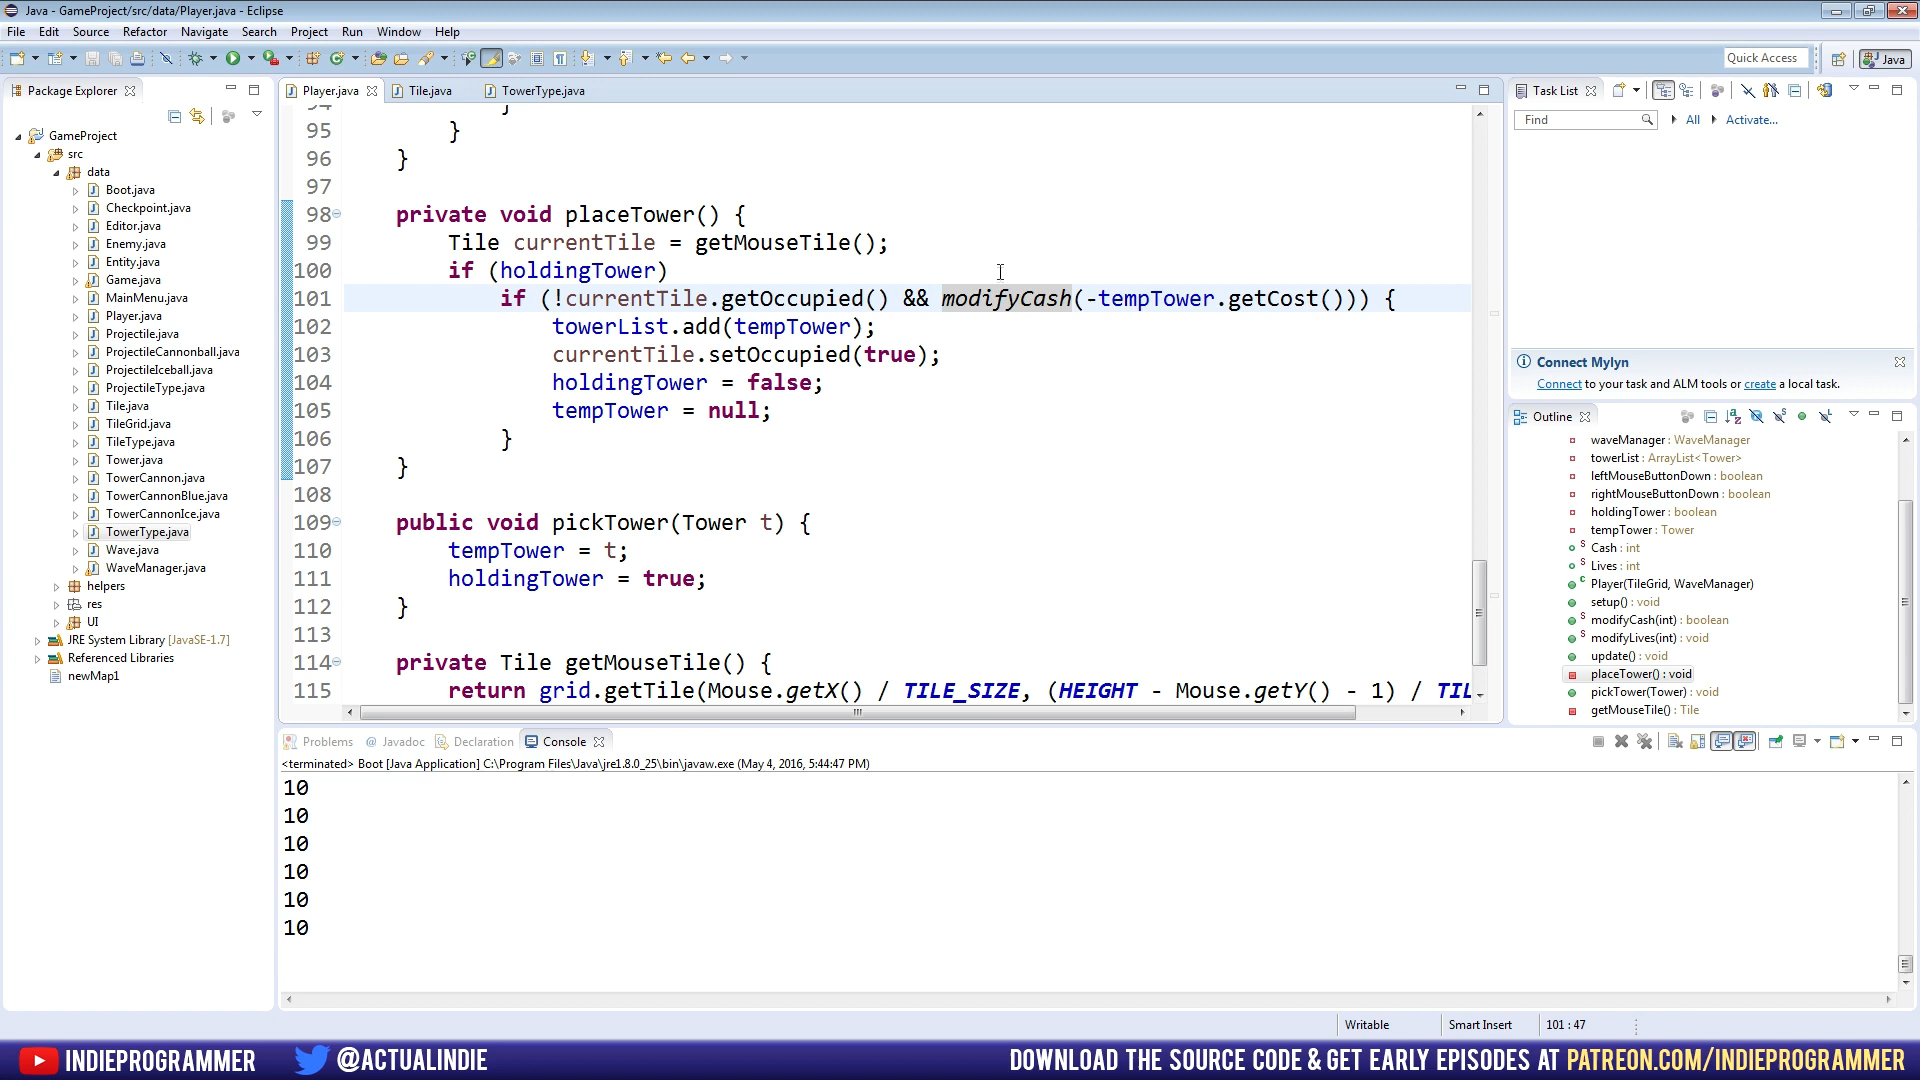 Java - GameProject/src/data/Player.java - Eclipse
File Edit Source Refactor Navigate Search Project Run Window Help
Quick Access
Java
Package Explorer
GameProject
src
data
Boot.java
Checkpoint.java
Editor.java
Enemy.java
Entity.java
Game.java
MainMenu.java
Player.java
Projectile.java
ProjectileCannonball.java
ProjectileIceball.java
ProjectileType.java
Tile.java
TileGrid.java
TileType.java
Tower.java
TowerCannon.java
TowerCannonBlue.java
TowerCannonIce.java
TowerType.java
Wave.java
WaveManager.java
helpers
res
UI
JRE System Library [JavaSE-1.7]
Referenced Libraries
newMap1
Player.java Tile.java TowerType.java
94 }
95 }
96 }
97
98 private void placeTower() {
99 Tile currentTile = getMouseTile();
100 if (holdingTower)
101 if (!currentTile.getOccupied() && modifyCash(-tempTower.getCost())) {
102 towerList.add(tempTower);
103 currentTile.setOccupied(true);
104 holdingTower = false;
105 tempTower = null;
106 }
107 }
108
109 public void pickTower(Tower t) {
110 tempTower = t;
111 holdingTower = true;
112 }
113
114 private Tile getMouseTile() {
115 return grid.getTile(Mouse.getX() / TILE_SIZE, (HEIGHT - Mouse.getY() - 1) / TIL
Task List
Find All Activate...
Connect Mylyn
Connect to your task and ALM tools or create a local task.
Outline
waveManager : WaveManager
towerList : ArrayList<Tower>
leftMouseButtonDown : boolean
rightMouseButtonDown : boolean
holdingTower : boolean
tempTower : Tower
S Cash : int
S Lives : int
C Player(TileGrid, WaveManager)
setup() : void
S modifyCash(int) : boolean
S modifyLives(int) : void
update() : void
placeTower() : void
pickTower(Tower) : void
getMouseTile() : Tile
Problems @ Javadoc Declaration Console
<terminated> Boot [Java Application] C:\Program Files\Java\jre1.8.0_25\bin\javaw.exe (May 4, 2016, 5:44:47 PM)
10
10
10
10
10
10
Writable Smart Insert 101 : 47
INDIEPROGRAMMER @ACTUALINDIE DOWNLOAD THE SOURCE CODE & GET EARLY EPISODES AT PATREON.COM/INDIEPROGRAMMER